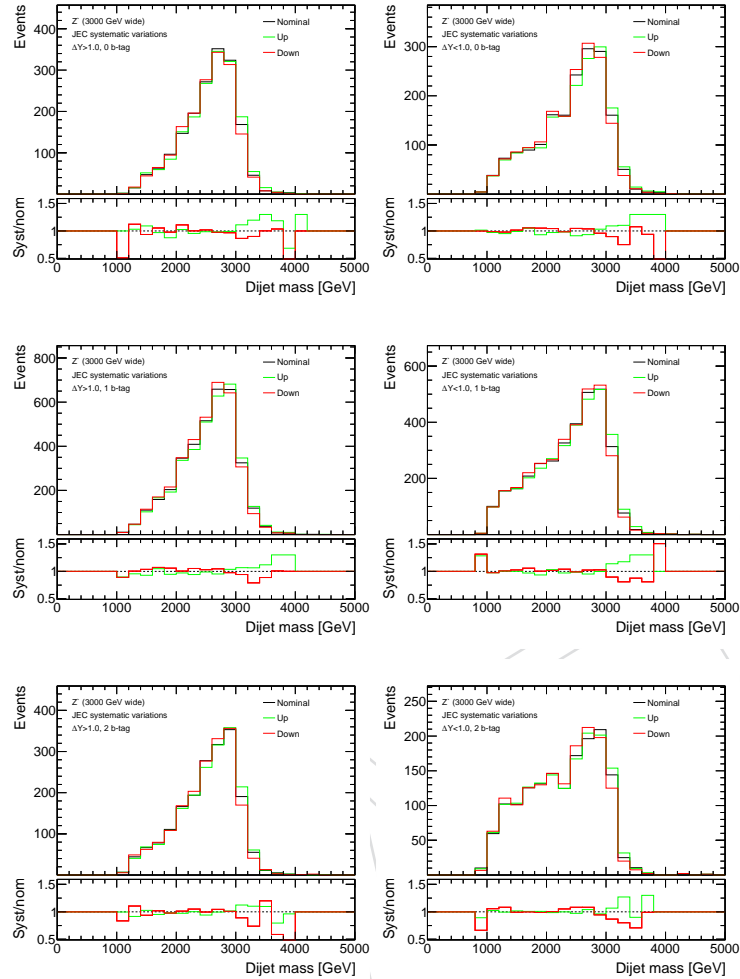 Events
400
300
200
100
Z` (3000 GeV wide)
JEC systematic variations
ΔY>1.0, 0 b-tag
Nominal
Up
Down
Syst/nom
1.5
1
0.5
0 1000 2000 3000 4000 5000
Dijet mass [GeV]
Events
300
200
100
Z` (3000 GeV wide)
JEC systematic variations
ΔY<1.0, 0 b-tag
Nominal
Up
Down
Syst/nom
1.5
1
0.5
0 1000 2000 3000 4000 5000
Dijet mass [GeV]
Events
800
600
400
200
Z` (3000 GeV wide)
JEC systematic variations
ΔY>1.0, 1 b-tag
Nominal
Up
Down
Syst/nom
1.5
1
0.5
0 1000 2000 3000 4000 5000
Dijet mass [GeV]
Events
600
400
200
Z` (3000 GeV wide)
JEC systematic variations
ΔY<1.0, 1 b-tag
Nominal
Up
Down
Syst/nom
1.5
1
0.5
0 1000 2000 3000 4000 5000
Dijet mass [GeV]
Events
400
300
200
100
Z` (3000 GeV wide)
JEC systematic variations
ΔY>1.0, 2 b-tag
Nominal
Up
Down
Syst/nom
1.5
1
0.5
0 1000 2000 3000 4000 5000
Dijet mass [GeV]
Events
250
200
150
100
50
Z` (3000 GeV wide)
JEC systematic variations
ΔY<1.0, 2 b-tag
Nominal
Up
Down
Syst/nom
1.5
1
0.5
0 1000 2000 3000 4000 5000
Dijet mass [GeV]